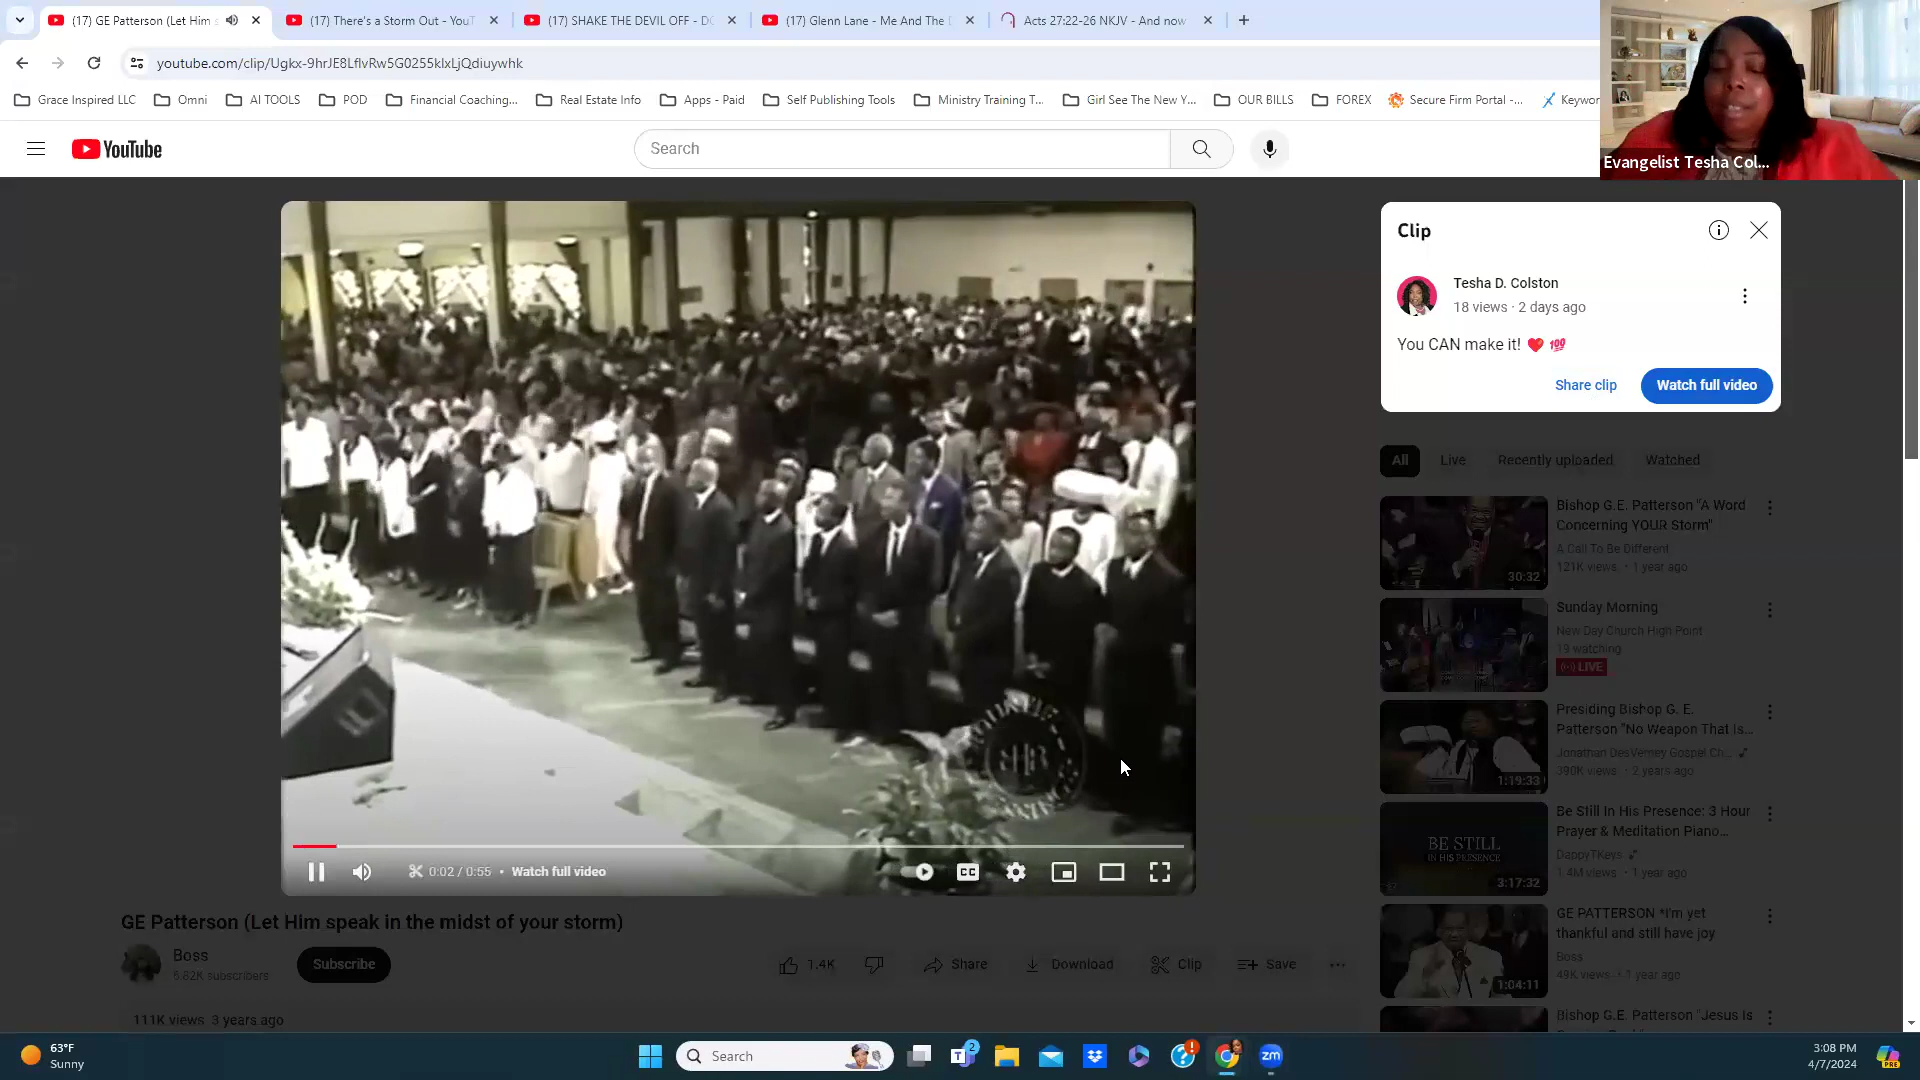 (17) GE Patterson (Let Him s
(17) There's a Storm Out - YouT
(17) SHAKE THE DEVIL OFF - DO
(17) Glenn Lane - Me And The D
Acts 27:22-26 NKJV - And now
youtube.com/clip/Ugkx-9hrJE8LflvRw5G0255klxLjQdiuywhk
Grace Inspired LLC
Omni
AI TOOLS
POD
Financial Coaching...
Real Estate Info
Apps - Paid
Self Publishing Tools
Ministry Training T...
Girl See The New Y...
OUR BILLS
FOREX
Secure Firm Portal -...
Keywor
Evangelist Tesha Col...
YouTube
Search
Clip
Tesha D. Colston
18 views · 2 days ago
You CAN make it! ❤️ 💯
Share clip
Watch full video
All
Live
Recently uploaded
Watched
Bishop G.E. Patterson "A Word
Concerning YOUR Storm"
A Call To Be Different
121K views · 1 year ago
30:32
Sunday Morning
New Day Church High Point
19 watching
LIVE
Presiding Bishop G. E.
Patterson "No Weapon That Is...
Jonathan DesVerney Gospel Ch...
390K views · 2 years ago
1:19:33
Be Still In His Presence: 3 Hour
Prayer & Meditation Piano...
DappyTKeys
1.4M views · 1 year ago
BE STILL
IN HIS PRESENCE
3:17:32
GE PATTERSON *I'm yet
thankful and still have joy
Boss
49K views · 1 year ago
1:04:11
Bishop G.E. Patterson "Jesus Is
0:02 / 0:55 • Watch full video
CC
GE Patterson (Let Him speak in the midst of your storm)
Boss
6.82K subscribers
Subscribe
1.4K
Share
Download
Clip
Save
111K views 3 years ago
63°F
Sunny
Search
2
zm
3:08 PM
4/7/2024
PRE